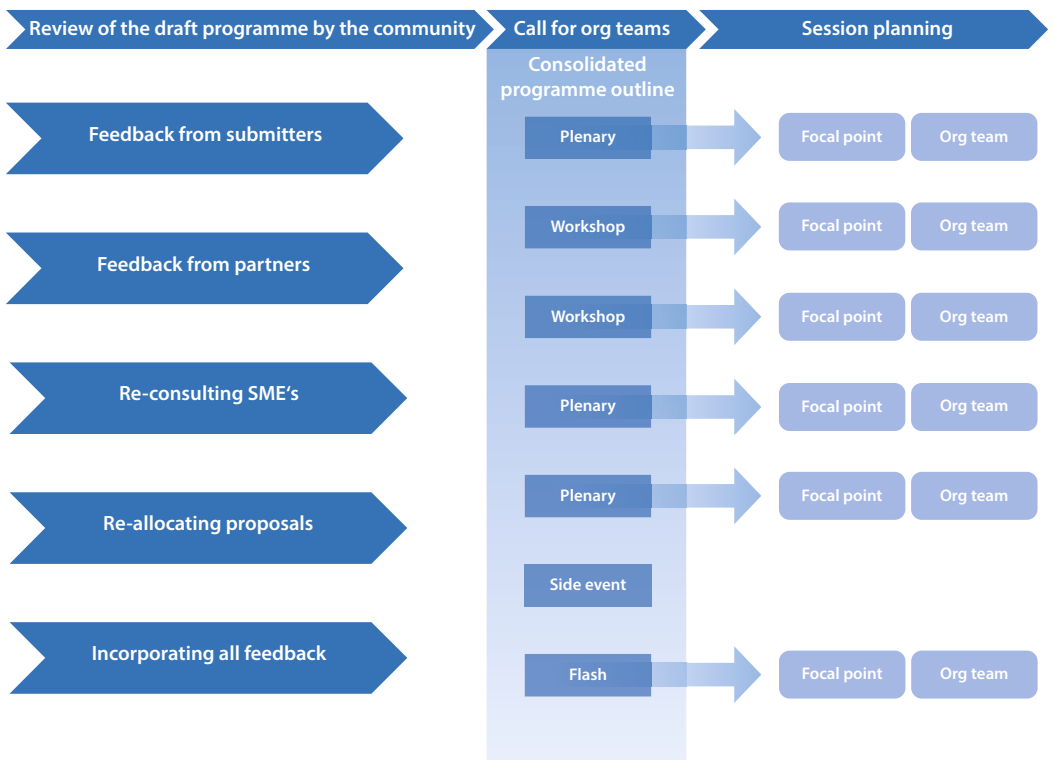 Review of the draft programme by the community
Call for org teams
Session planning
Consolidated
programme outline
Feedback from submitters
Plenary
Focal point
Org team
Workshop
Focal point
Org team
Feedback from partners
Workshop
Focal point
Org team
Re-consulting SME‘s
Plenary
Focal point
Org team
Plenary
Focal point
Org team
Re-allocating proposals
Side event
Incorporating all feedback
Flash
Focal point
Org team